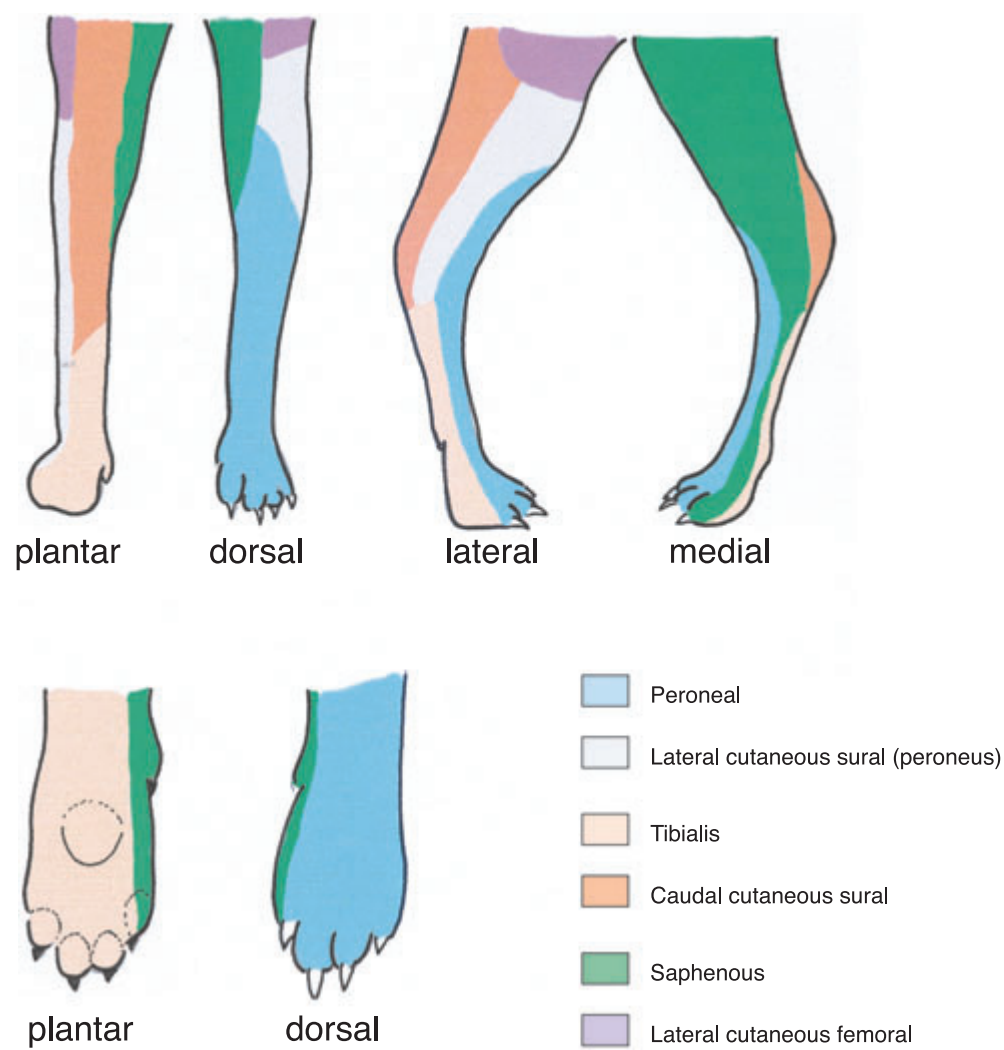 plantar
dorsal
lateral
medial
plantar
dorsal
Peroneal
Lateral cutaneous sural (peroneus)
Tibialis
Caudal cutaneous sural
Saphenous
Lateral cutaneous femoral